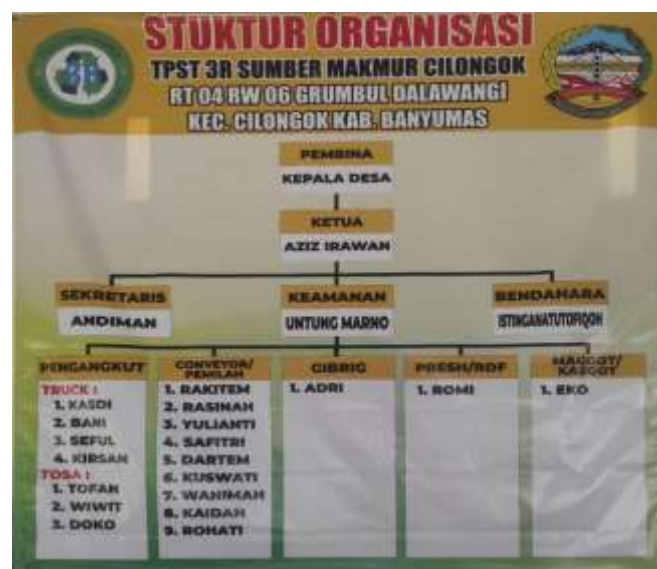 STUKTUR ORGANISASI
TPST 3R SUMBER MAKMUR CILONGOK
RT 04 RW 06 GRUMBUL DALAWANGI
KEC. CILONGOK KAB. BANYUMAS
PEMBINA
KEPALA DESA
KETUA
AZIZ IRAWAN
SEKRETARIS
ANDIMAN
KEAMANAN
UNTUNG MARNO
BENDAHARA
ISTINGANATUTOFIQOH
PENGANGKUT
TRUCK :
1. KASDI
2. BANI
3. SEFUL
4. KIRSAN
TOSA :
1. TOFAN
2. WIWIT
3. DOKO
CONVEYOR/
PEMILAH
1. RAKITEM
2. RASINAH
3. YULIANTI
4. SAFITRI
5. DARTEM
6. KUSWATI
7. WANIMAH
8. KAIDAH
9. ROHATI
GIBRIG
1. ADRI
PRESH/RDF
1. ROMI
MAGGOT/
KASGOT
1. EKO